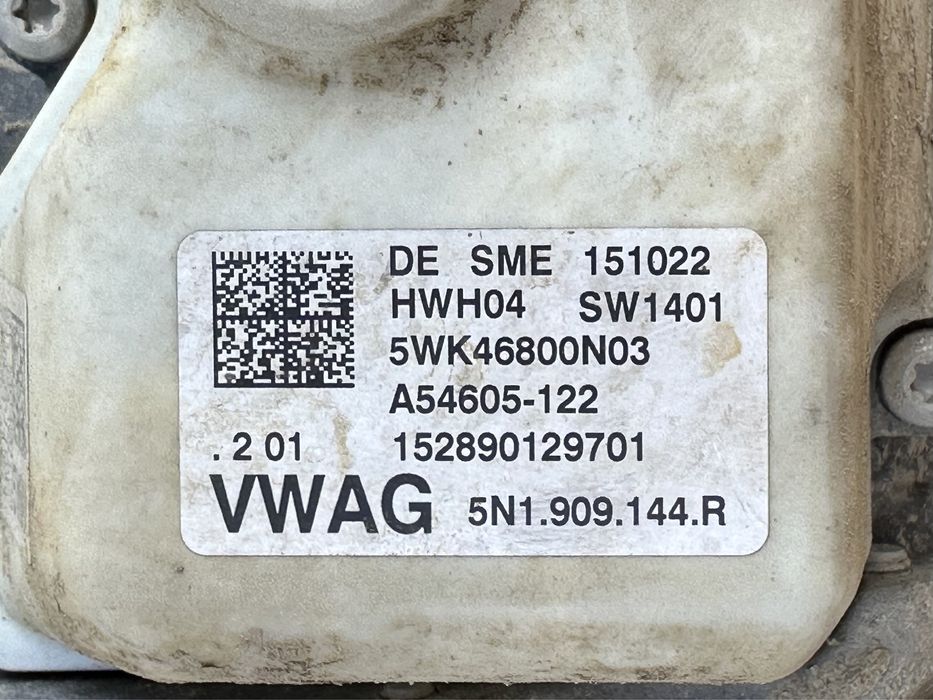 DE SME 151022
HWH04 SW1401
5WK46800N03
A54605-122
.2 01 152890129701
VWAG 5N1.909.144.R